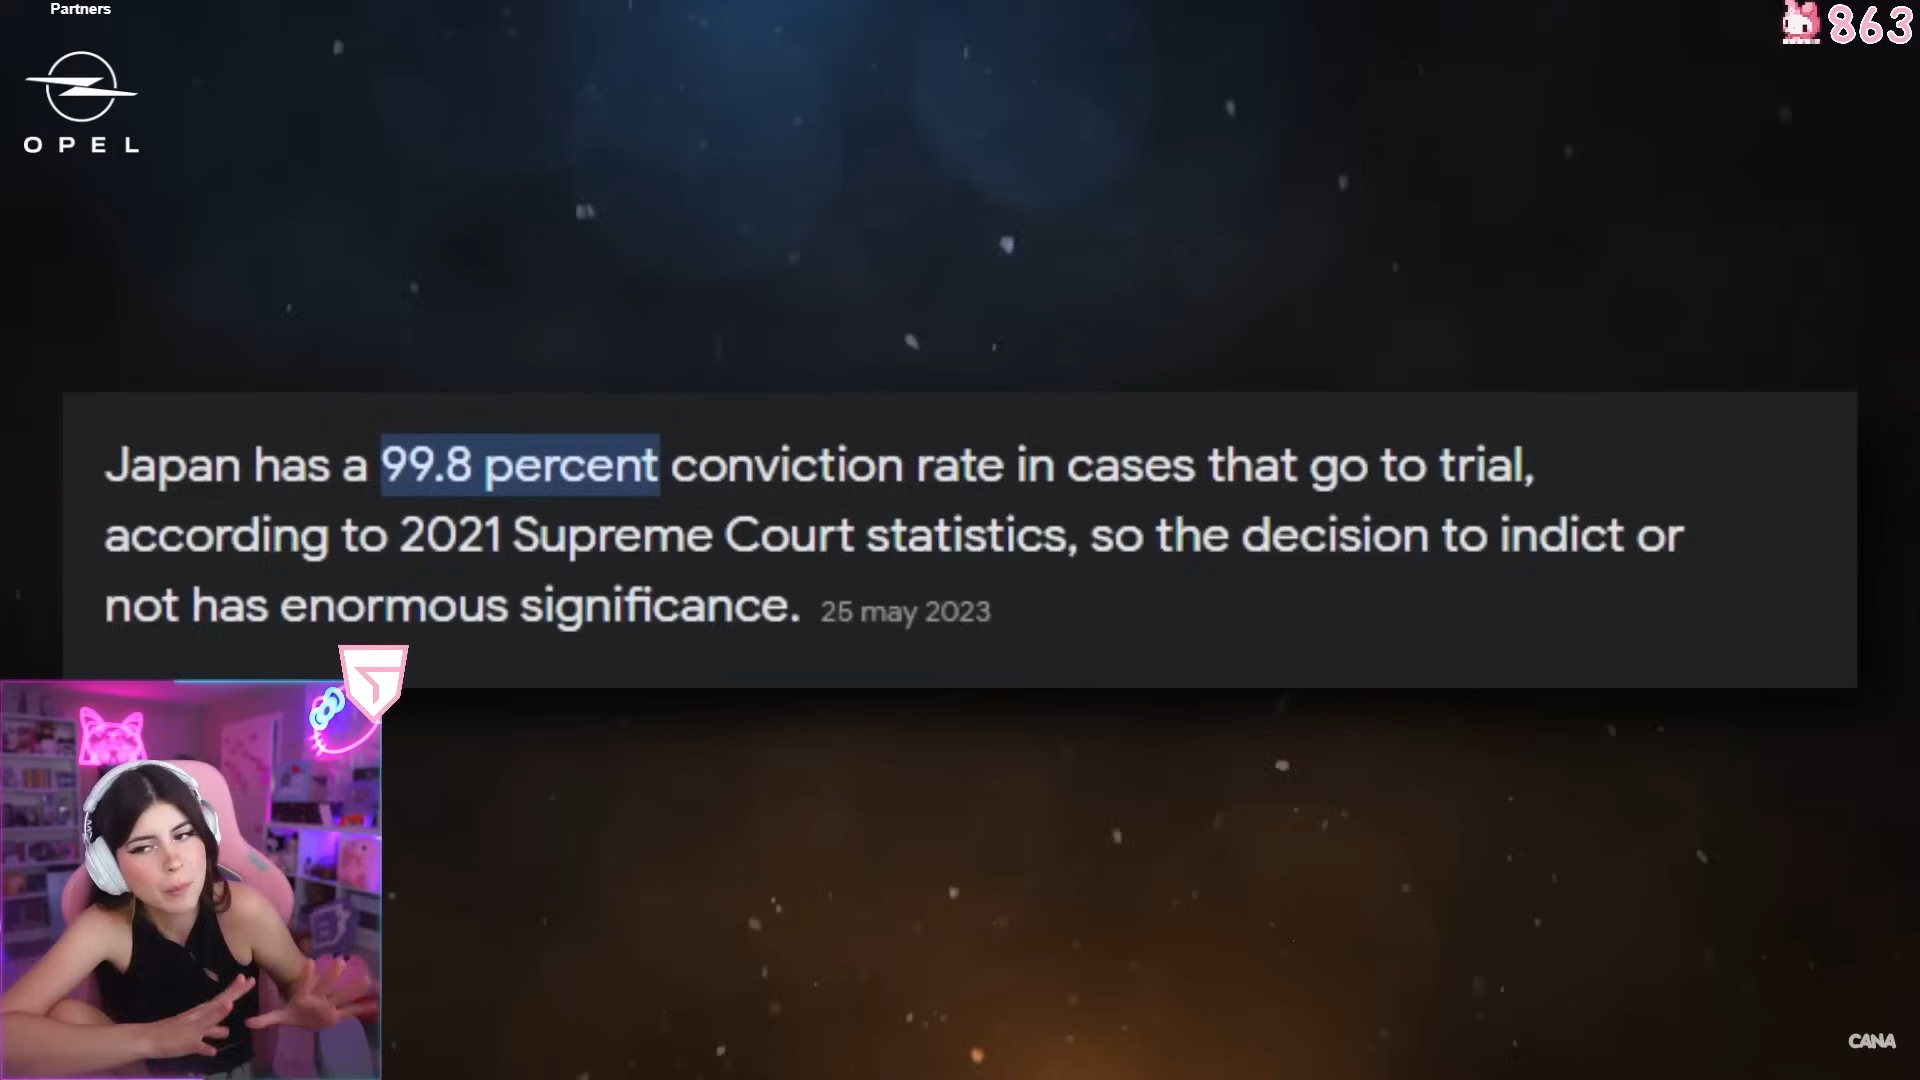 Partners
863
OPEL
Japan has a 99.8 percent conviction rate in cases that go to trial,
according to 2021 Supreme Court statistics, so the decision to indict or
not has enormous significance. 25 may 2023
CANA